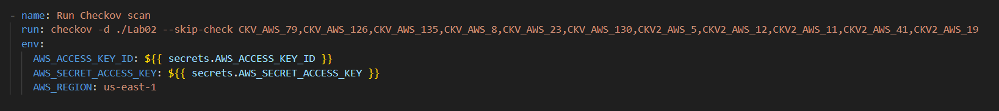 - name: Run Checkov scan
run: checkov -d ./Lab02 --skip-check CKV_AWS_79,CKV_AWS_126,CKV_AWS_135,CKV_AWS_8,CKV_AWS_23,CKV_AWS_130,CKV2_AWS_5,CKV2_AWS_12,CKV2_AWS_11,CKV2_AWS_41,CKV2_AWS_19
env:
AWS_ACCESS_KEY_ID: ${{ secrets.AWS_ACCESS_KEY_ID }}
AWS_SECRET_ACCESS_KEY: ${{ secrets.AWS_SECRET_ACCESS_KEY }}
AWS_REGION: us-east-1